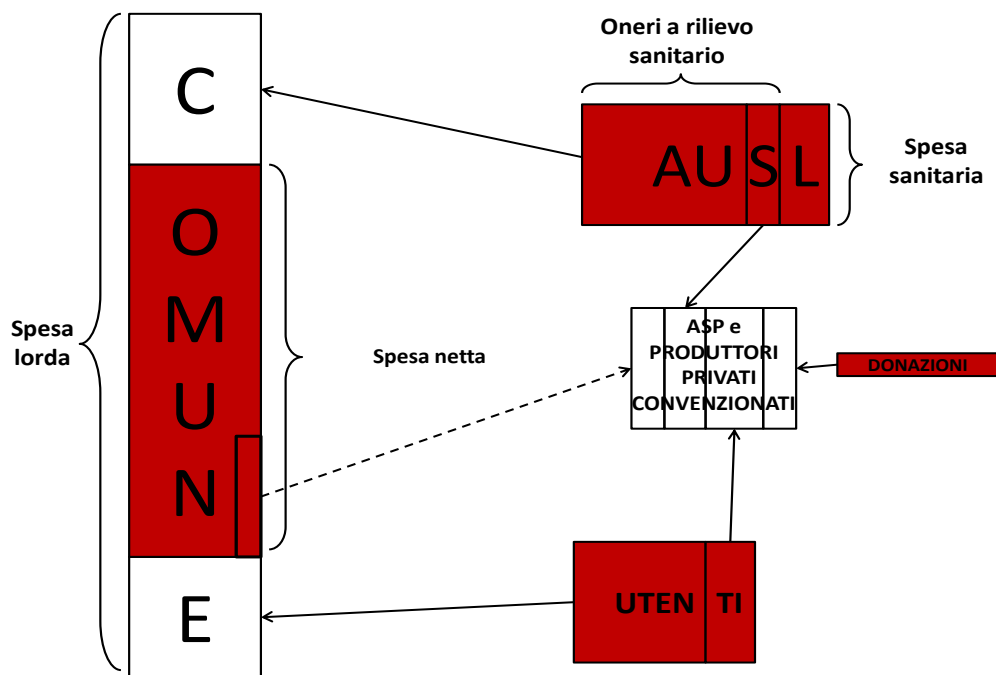 Spesa
lorda
C
O
M
U
N
E
Spesa netta
Oneri a rilievo
sanitario
AUSL
Spesa
sanitaria
ASP e
PRODUTTORI
PRIVATI
CONVENZIONATI
DONAZIONI
UTENTI